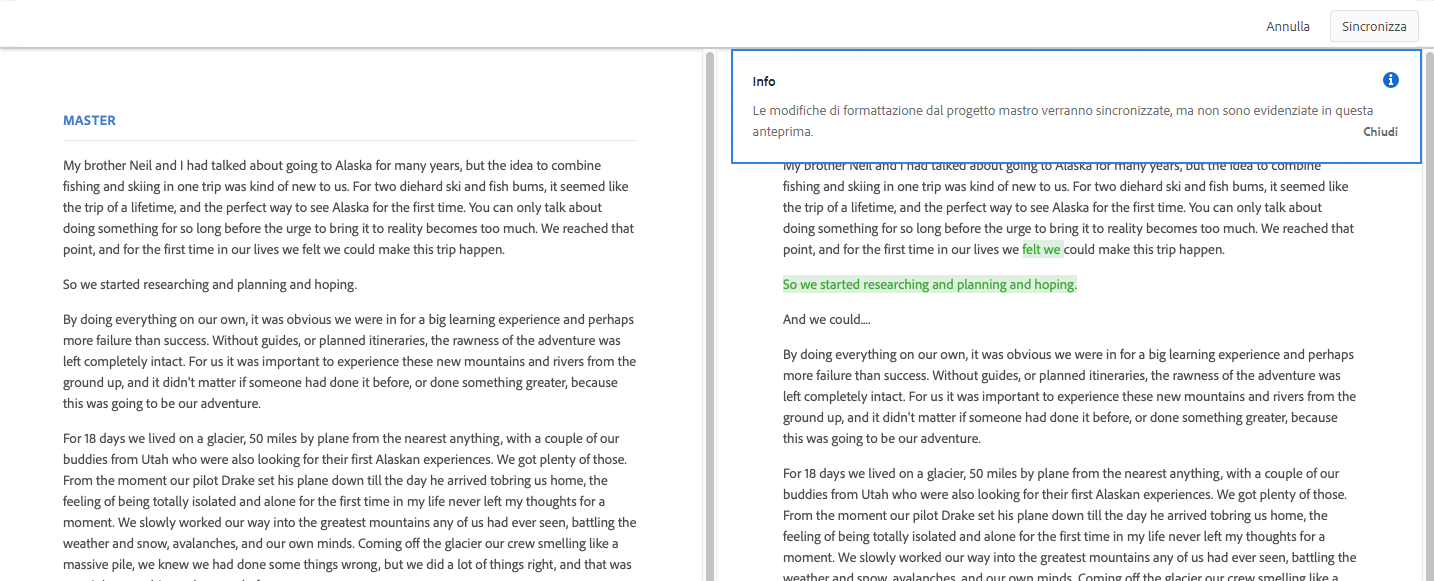 Annulla
Sincronizza
MASTER
My brother Neil and I had talked about going to Alaska for many years, but the idea to combine
fishing and skiing in one trip was kind of new to us. For two diehard ski and fish bums, it seemed like
the trip of a lifetime, and the perfect way to see Alaska for the first time. You can only talk about
doing something for so long before the urge to bring it to reality becomes too much. We reached that
point, and for the first time in our lives we felt we could make this trip happen.
So we started researching and planning and hoping.
By doing everything on our own, it was obvious we were in for a big learning experience and perhaps
more failure than success. Without guides, or planned itineraries, the rawness of the adventure was
left completely intact. For us it was important to experience these new mountains and rivers from the
ground up, and it didn't matter if someone had done it before, or done something greater, because
this was going to be our adventure.
For 18 days we lived on a glacier, 50 miles by plane from the nearest anything, with a couple of our
buddies from Utah who were also looking for their first Alaskan experiences. We got plenty of those.
From the moment our pilot Drake set his plane down till the day he arrived tobring us home, the
feeling of being totally isolated and alone for the first time in my life never left my thoughts for a
moment. We slowly worked our way into the greatest mountains any of us had ever seen, battling the
weather and snow, avalanches, and our own minds. Coming off the glacier our crew smelling like a
massive pile, we knew we had done some things wrong, but we did a lot of things right, and that was
Info
Le modifiche di formattazione dal progetto mastro verranno sincronizzate, ma non sono evidenziate in questa
anteprima.
Chiudi
My brother Neil and I had talked about going to Alaska for many years, but the idea to combine
fishing and skiing in one trip was kind of new to us. For two diehard ski and fish bums, it seemed like
the trip of a lifetime, and the perfect way to see Alaska for the first time. You can only talk about
doing something for so long before the urge to bring it to reality becomes too much. We reached that
point, and for the first time in our lives we felt we could make this trip happen.
So we started researching and planning and hoping.
And we could....
By doing everything on our own, it was obvious we were in for a big learning experience and perhaps
more failure than success. Without guides, or planned itineraries, the rawness of the adventure was
left completely intact. For us it was important to experience these new mountains and rivers from the
ground up, and it didn't matter if someone had done it before, or done something greater, because
this was going to be our adventure.
For 18 days we lived on a glacier, 50 miles by plane from the nearest anything, with a couple of our
buddies from Utah who were also looking for their first Alaskan experiences. We got plenty of those.
From the moment our pilot Drake set his plane down till the day he arrived tobring us home, the
feeling of being totally isolated and alone for the first time in my life never left my thoughts for a
moment. We slowly worked our way into the greatest mountains any of us had ever seen, battling the
weather and snow, avalanches, and our own minds. Coming off the glacier our crew smelling like a